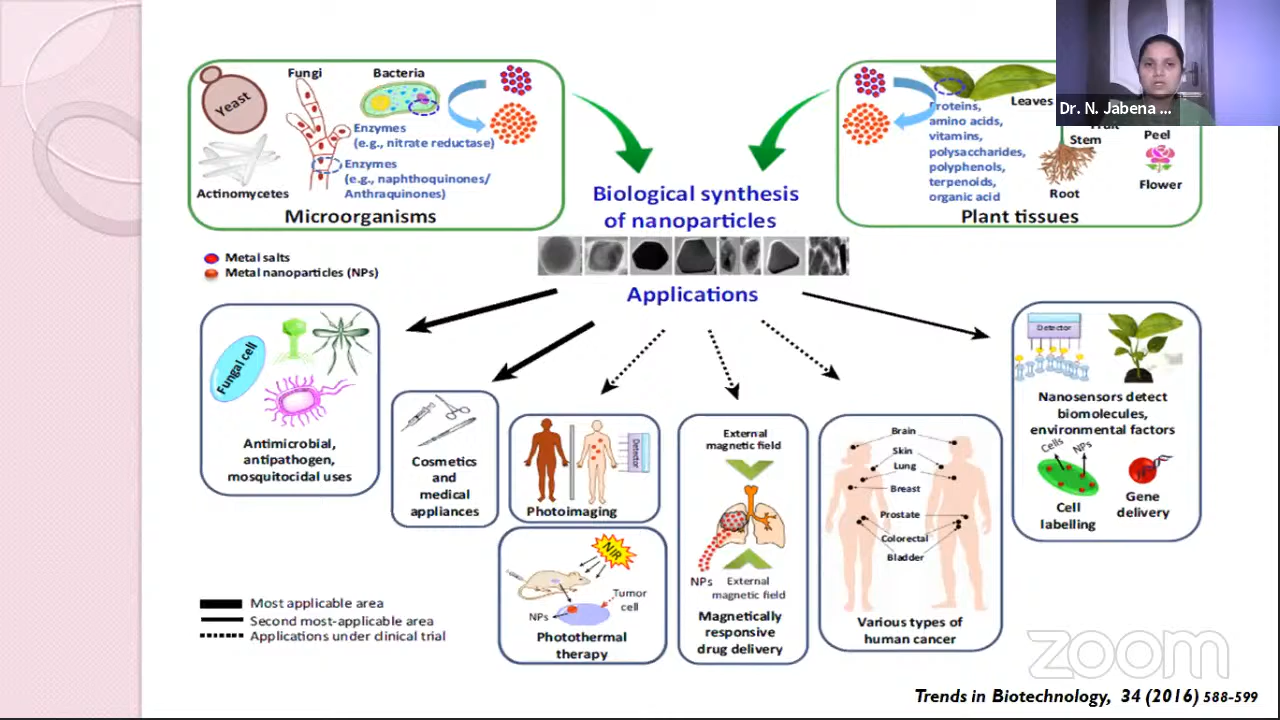 Dr. N. Jabena ...
Fungi
Bacteria
Yeast
Enzymes
(e.g., nitrate reductase)
Enzymes
(e.g., naphthoquinones/
Anthraquinones)
Actinomycetes
Microorganisms
Leaves
Proteins,
amino acids,
vitamins,
polysaccharides,
polyphenols,
terpenoids,
organic acid
Fruit
Stem
Peel
Root
Flower
Plant tissues
Biological synthesis
of nanoparticles
Metal salts
Metal nanoparticles (NPs)
Applications
Fungal cell
Antimicrobial,
antipathogen,
mosquitocidal uses
Cosmetics
and
medical
appliances
Detector
Photoimaging
NIR
Tumor
cell
NPs
Photothermal
therapy
External
magnetic field
NPs
External
magnetic field
Magnetically
responsive
drug delivery
Brain
Skin
Lung
Breast
Prostate
Colorectal
Bladder
Various types of
human cancer
Detector
Nanosensors detect
biomolecules,
environmental factors
Cells
NPs
Cell
labelling
Gene
delivery
Most applicable area
Second most-applicable area
Applications under clinical trial
zoom
Trends in Biotechnology, 34 (2016) 588-599